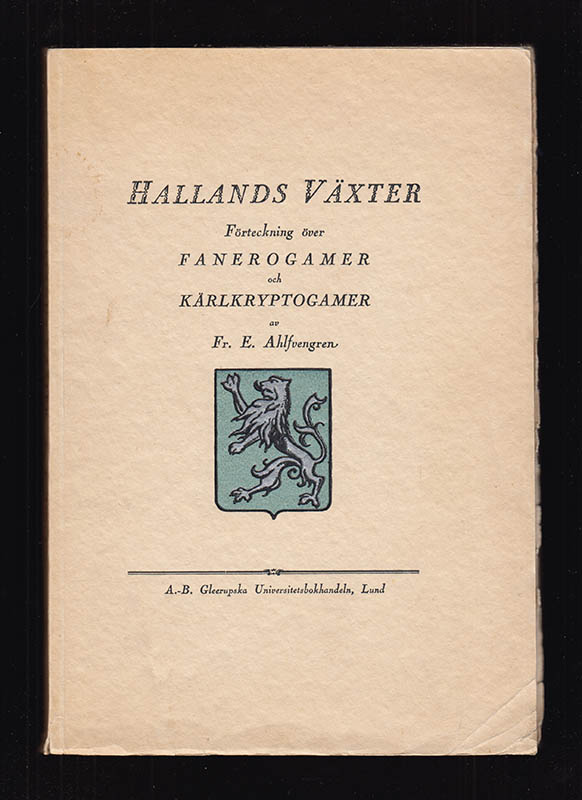 HALLANDS VÄXTER
Förteckning över
FANEROGAMER
och
KÄRLKRYPTOGAMER
av
Fr. E. Ahlfvengren
A.-B. Gleerupska Universitetsbokhandeln, Lund